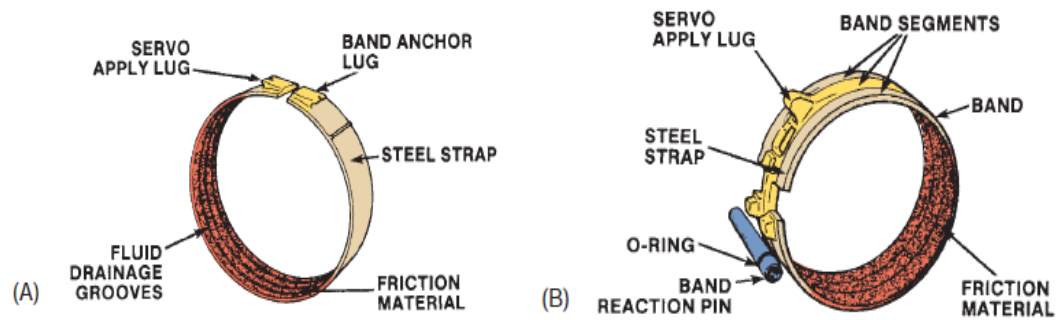 SERVO
APPLY LUG
BAND ANCHOR
LUG
STEEL STRAP
FLUID
DRAINAGE
GROOVES
FRICTION
MATERIAL
(A)
SERVO
APPLY LUG
BAND SEGMENTS
BAND
STEEL
STRAP
O-RING
BAND
REACTION PIN
FRICTION
MATERIAL
(B)